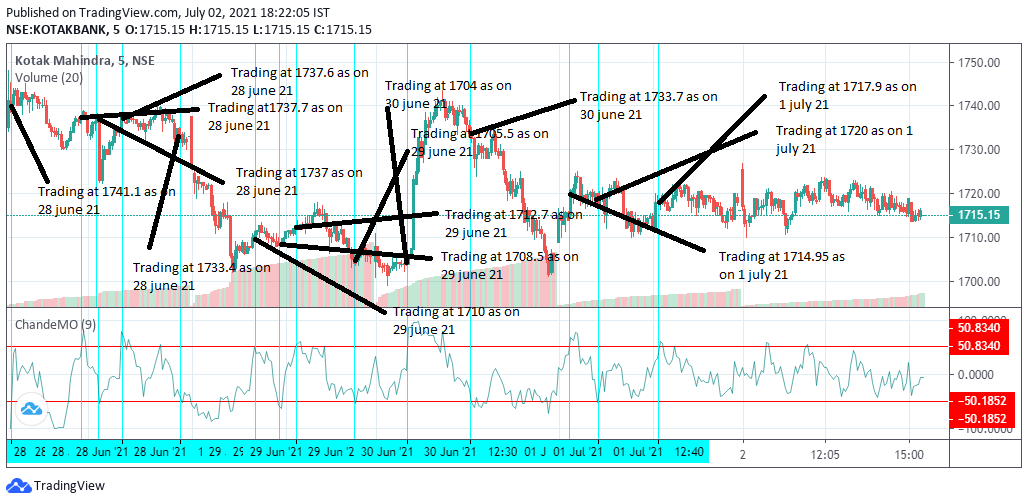 Published on TradingView.com, July 02, 2021 18:22:05 IST
NSE:KOTAKBANK, 5 O:1715.15 H:1715.15 L:1715.15 C:1715.15
Kotak Mahindra, 5, NSE
Volume (20)
Trading at 1737.6 as on
28 june 21
Trading at1737.7 as on
28 june 21
Trading at 1737 as on
28 june 21
Trading at 1741.1 as on
28 june 21
Trading at 1733.4 as on
28 june 21
Trading at 1704 as on
30 june 21
Trading at 1705.5 as on
29 june 21
Trading at 1733.7 as on
30 june 21
Trading at 1712.7 as on
29 june 21
Trading at 1708.5 as on
29 june 21
Trading at 1710 as on
29 june 21
Trading at 1717.9 as on
1 july 21
Trading at 1720 as on 1
july 21
Trading at 1714.95 as
on 1 july 21
1750.00
1740.00
1730.00
1720.00
1715.15
1710.00
1700.00
ChandeMO (9)
100.0000
50.8340
50.8340
0.0000
−50.1852
−50.1852
−100.0000
28 28 28 28 Jun '21 28 Jun '21 1 29 29 29 Jun '21 29 Jun '21 30 Jun '21 30 Jun '21 12:30 01 J 01 Jul '21 01 Jul '21 12:40 2 12:05 15:00
TradingView